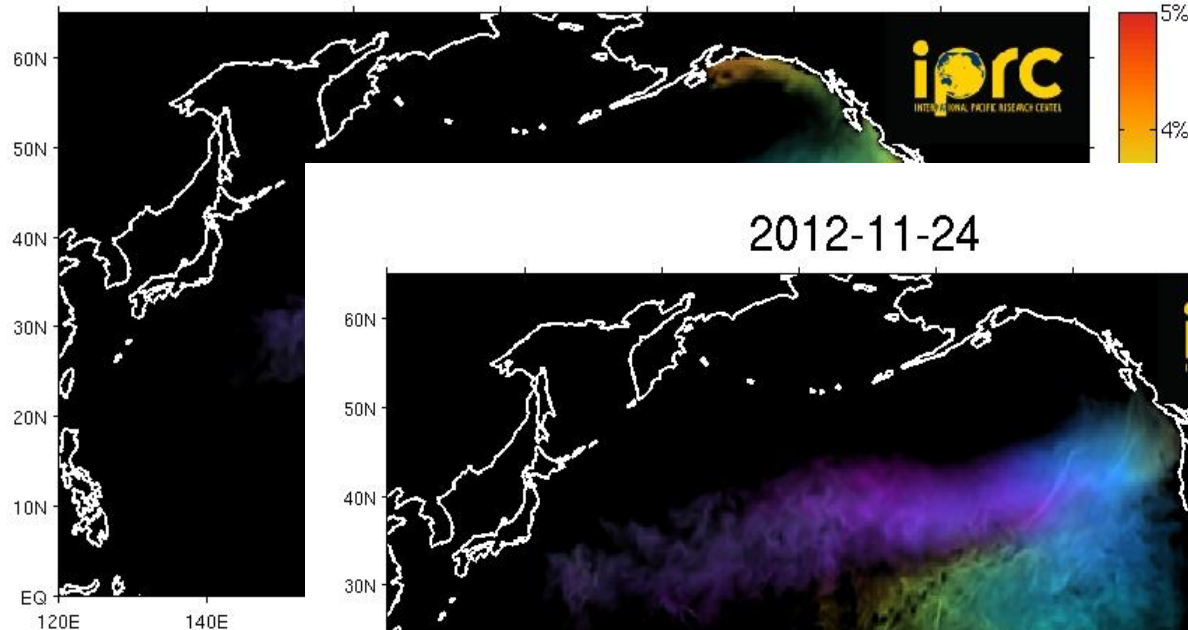 5%
60N
iprc
INTERNATIONAL PACIFIC RESEARCH CENTER
4%
50N
2012-11-24
40N
60N
30N
50N
20N
40N
10N
30N
EQ
120E
140E